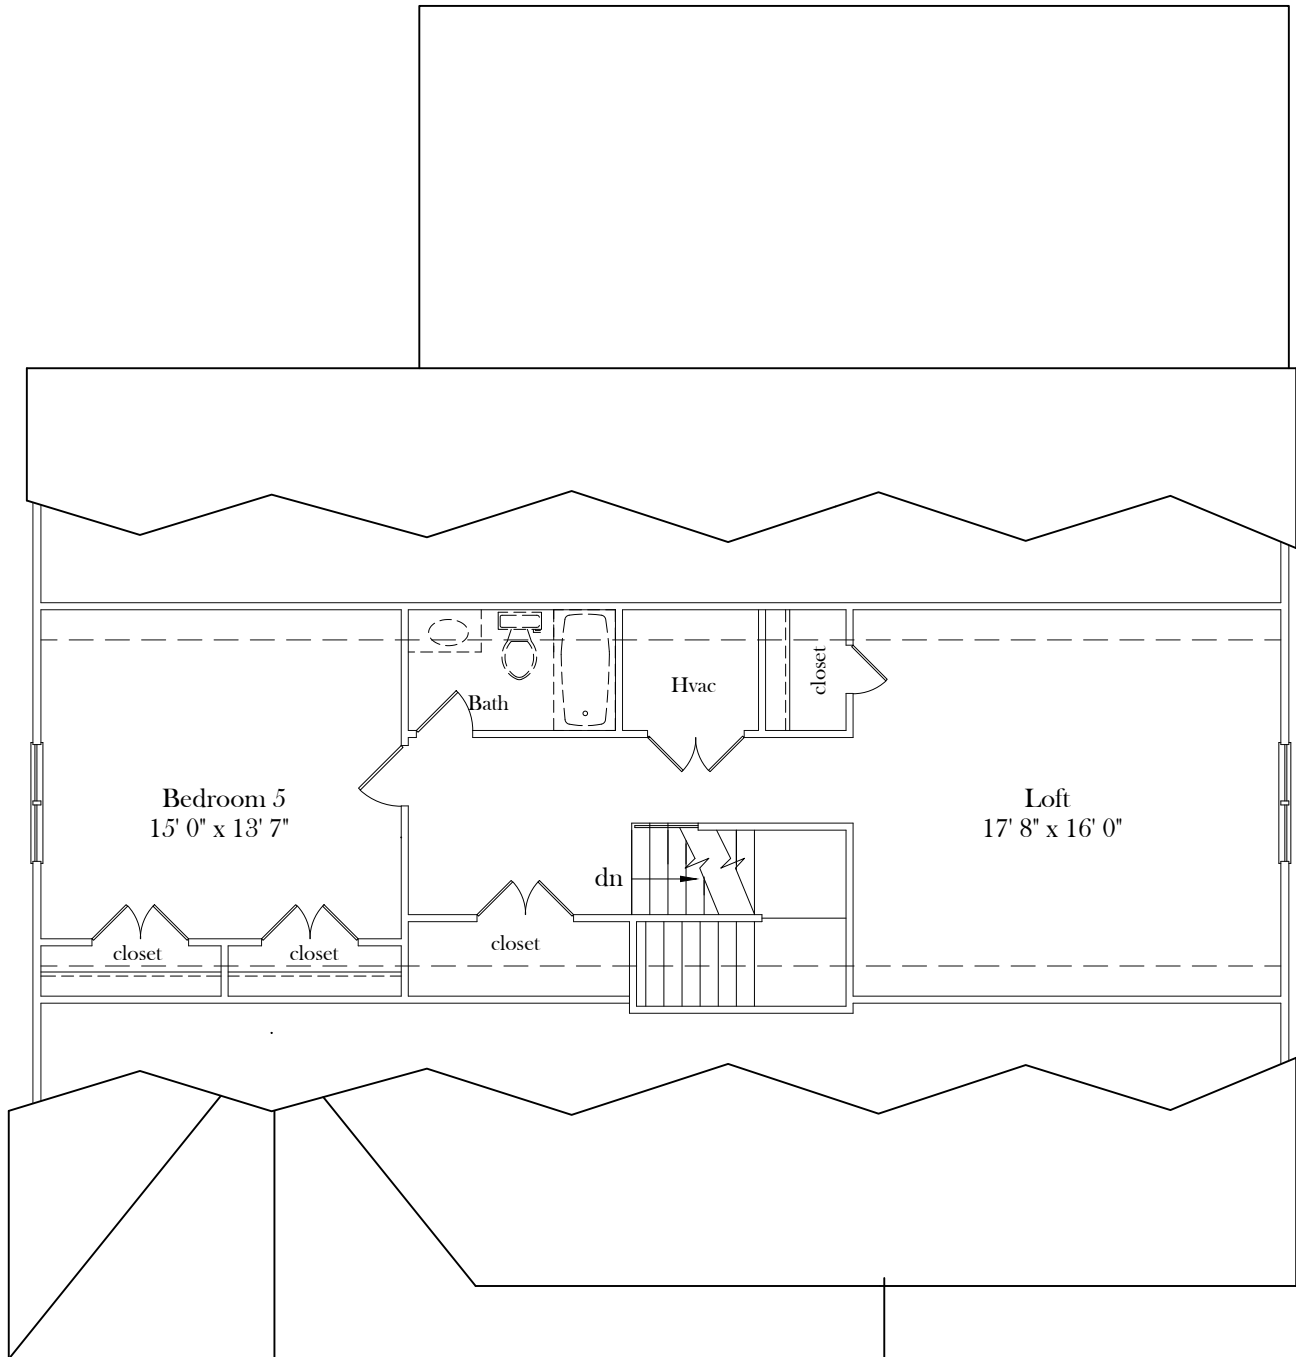 closet
Hvac
Bath
Bedroom 5
15' 0" x 13' 7"
Loft
17' 8" x 16' 0"
dn
closet
closet
closet